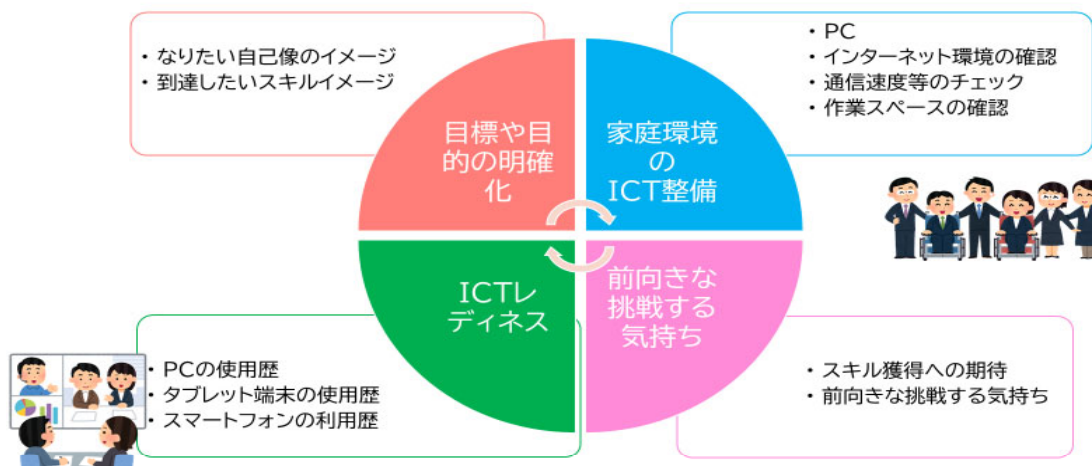 ・なりたい自己像のイメージ
・到達したいスキルイメージ
目標や目
的の明確
化
・PC
・インターネット環境の確認
・通信速度等のチェック
・作業スペースの確認
家庭環境
の
ICT整備
ICTレ
ディネス
・PCの使用歴
・タブレット端末の使用歴
・スマートフォンの利用歴
前向きな
挑戦する
気持ち
・スキル獲得への期待
・前向きな挑戦する気持ち